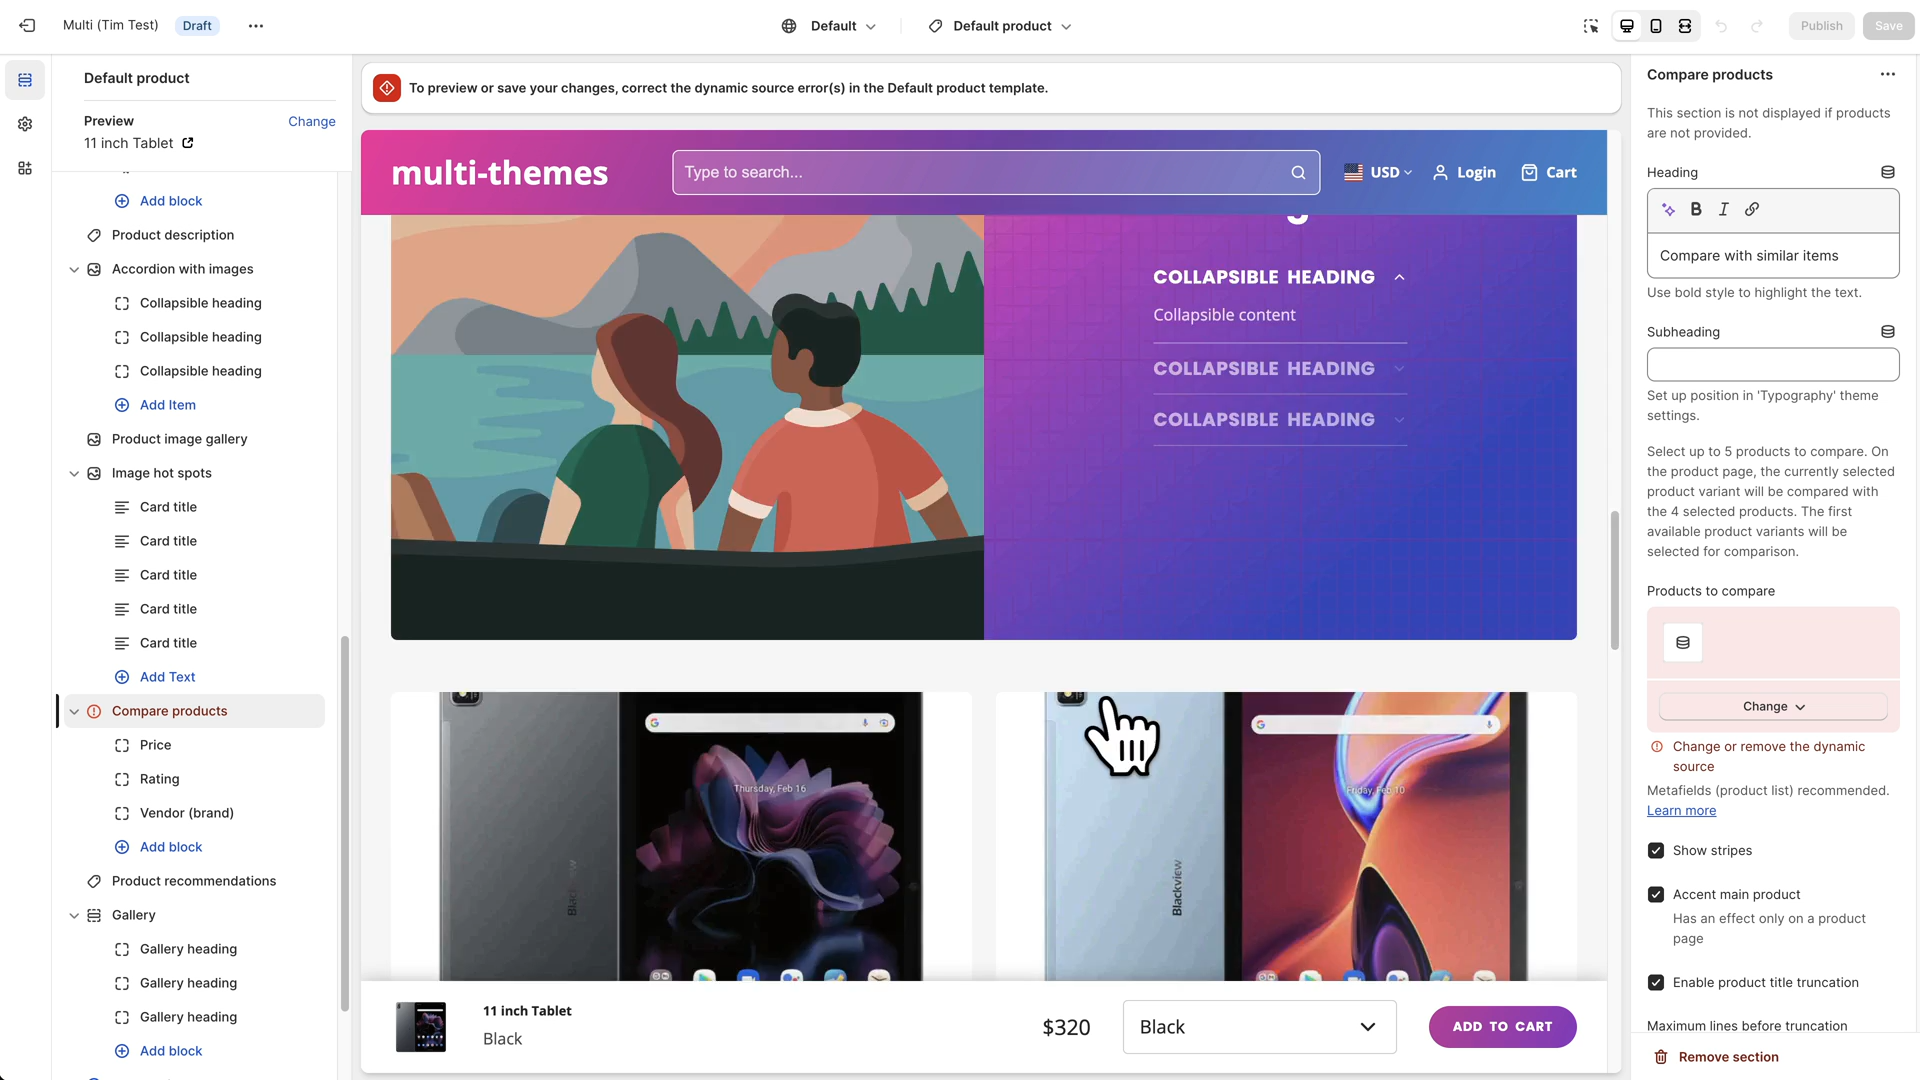 Multi (Tim Test)
Draft
Default
Default product
Publish
Save
Default product
Preview
Change
11 inch Tablet
Add block
Product description
Accordion with images
Collapsible heading
Collapsible heading
Collapsible heading
Add Item
Product image gallery
Image hot spots
Card title
Card title
Card title
Card title
Card title
Add Text
Compare products
Price
Rating
Vendor (brand)
Add block
Product recommendations
Gallery
Gallery heading
Gallery heading
Gallery heading
Add block
To preview or save your changes, correct the dynamic source error(s) in the Default product template.
multi-themes
Type to search...
USD
Login
Cart
COLLAPSIBLE HEADING
Collapsible content
COLLAPSIBLE HEADING
COLLAPSIBLE HEADING
Thursday, Feb 16
Friday, Feb 10
Blackview
11 inch Tablet
Black
$320
Black
ADD TO CART
Compare products
This section is not displayed if products
are not provided.
Heading
B I
Compare with similar items
Use bold style to highlight the text.
Subheading
Set up position in 'Typography' theme
settings.
Select up to 5 products to compare. On
the product page, the currently selected
product variant will be compared with
the 4 selected products. The first
available product variants will be
selected for comparison.
Products to compare
Change
Change or remove the dynamic
source
Metafields (product list) recommended.
Learn more
Show stripes
Accent main product
Has an effect only on a product
page
Enable product title truncation
Maximum lines before truncation
Remove section